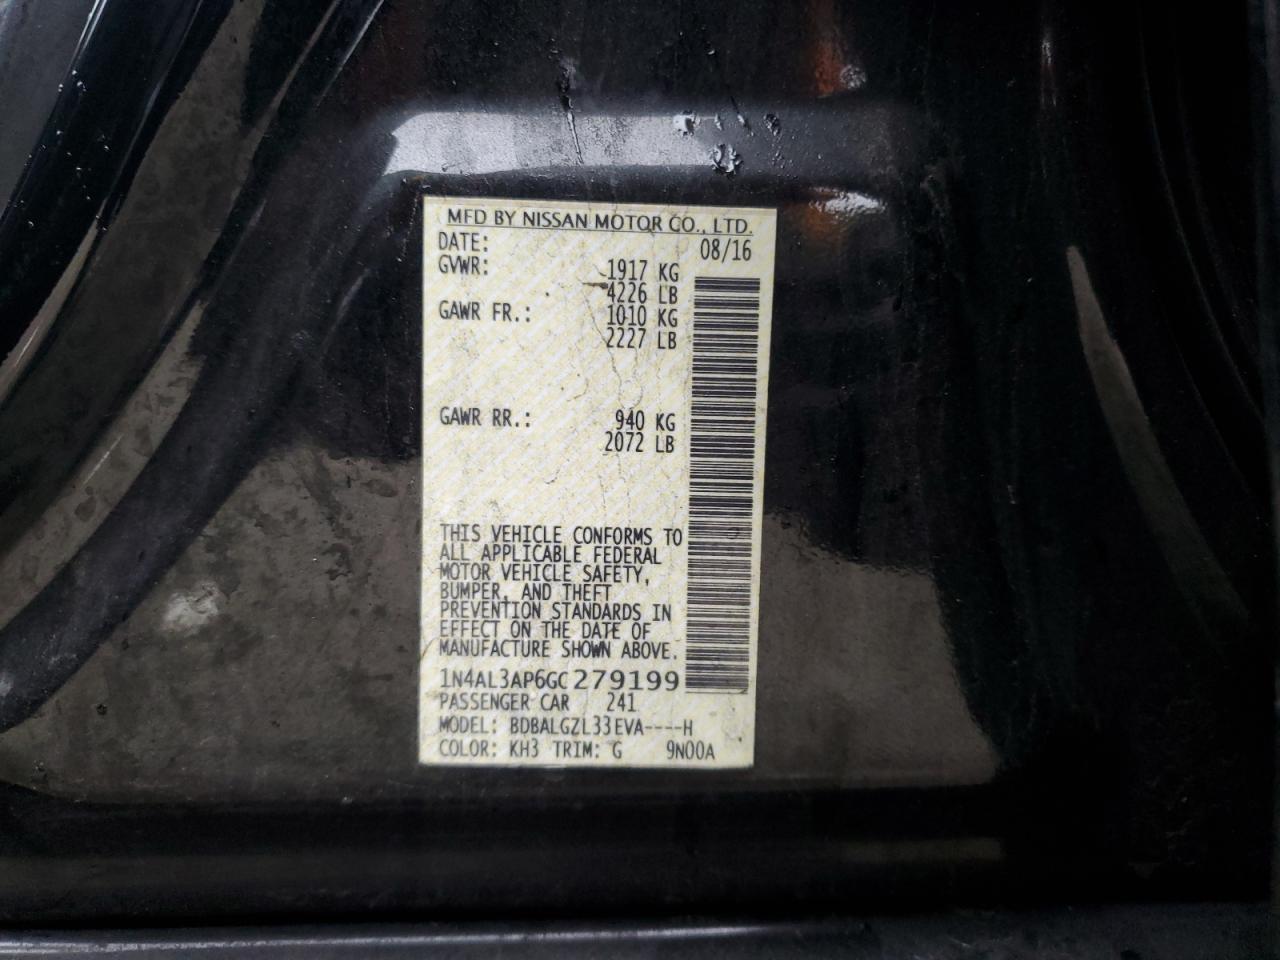 MFD BY NISSAN MOTOR CO., LTD.
DATE: 08/16
GVWR: 1917 KG
4226 LB
GAWR FR.: 1010 KG
2227 LB
GAWR RR.: 940 KG
2072 LB
THIS VEHICLE CONFORMS TO
ALL APPLICABLE FEDERAL
MOTOR VEHICLE SAFETY,
BUMPER, AND THEFT
PREVENTION STANDARDS IN
EFFECT ON THE DATE OF
MANUFACTURE SHOWN ABOVE.
1N4AL3AP6GC279199
PASSENGER CAR 241
MODEL: BDBALGZL33EVA----H
COLOR: KH3 TRIM: G 9N00A